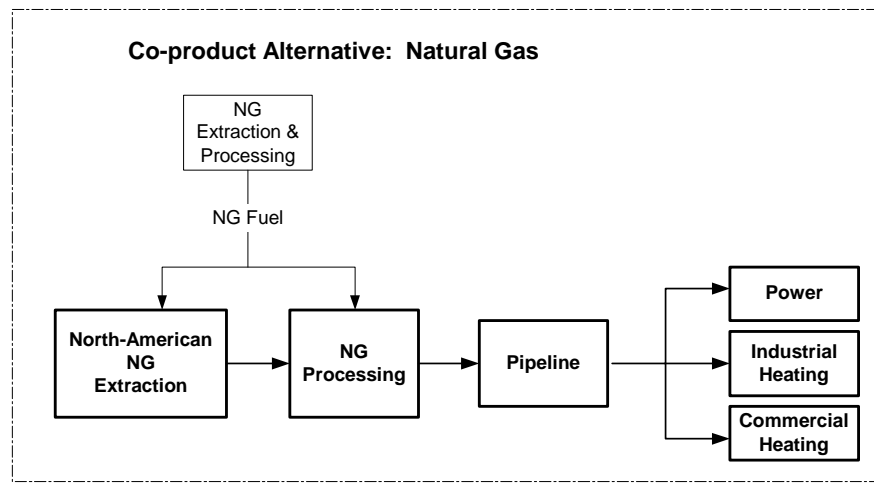 Co-product Alternative: Natural Gas
NG
Extraction &
Processing
NG Fuel
North-American
NG
Extraction
NG
Processing
Pipeline
Power
Industrial
Heating
Commercial
Heating